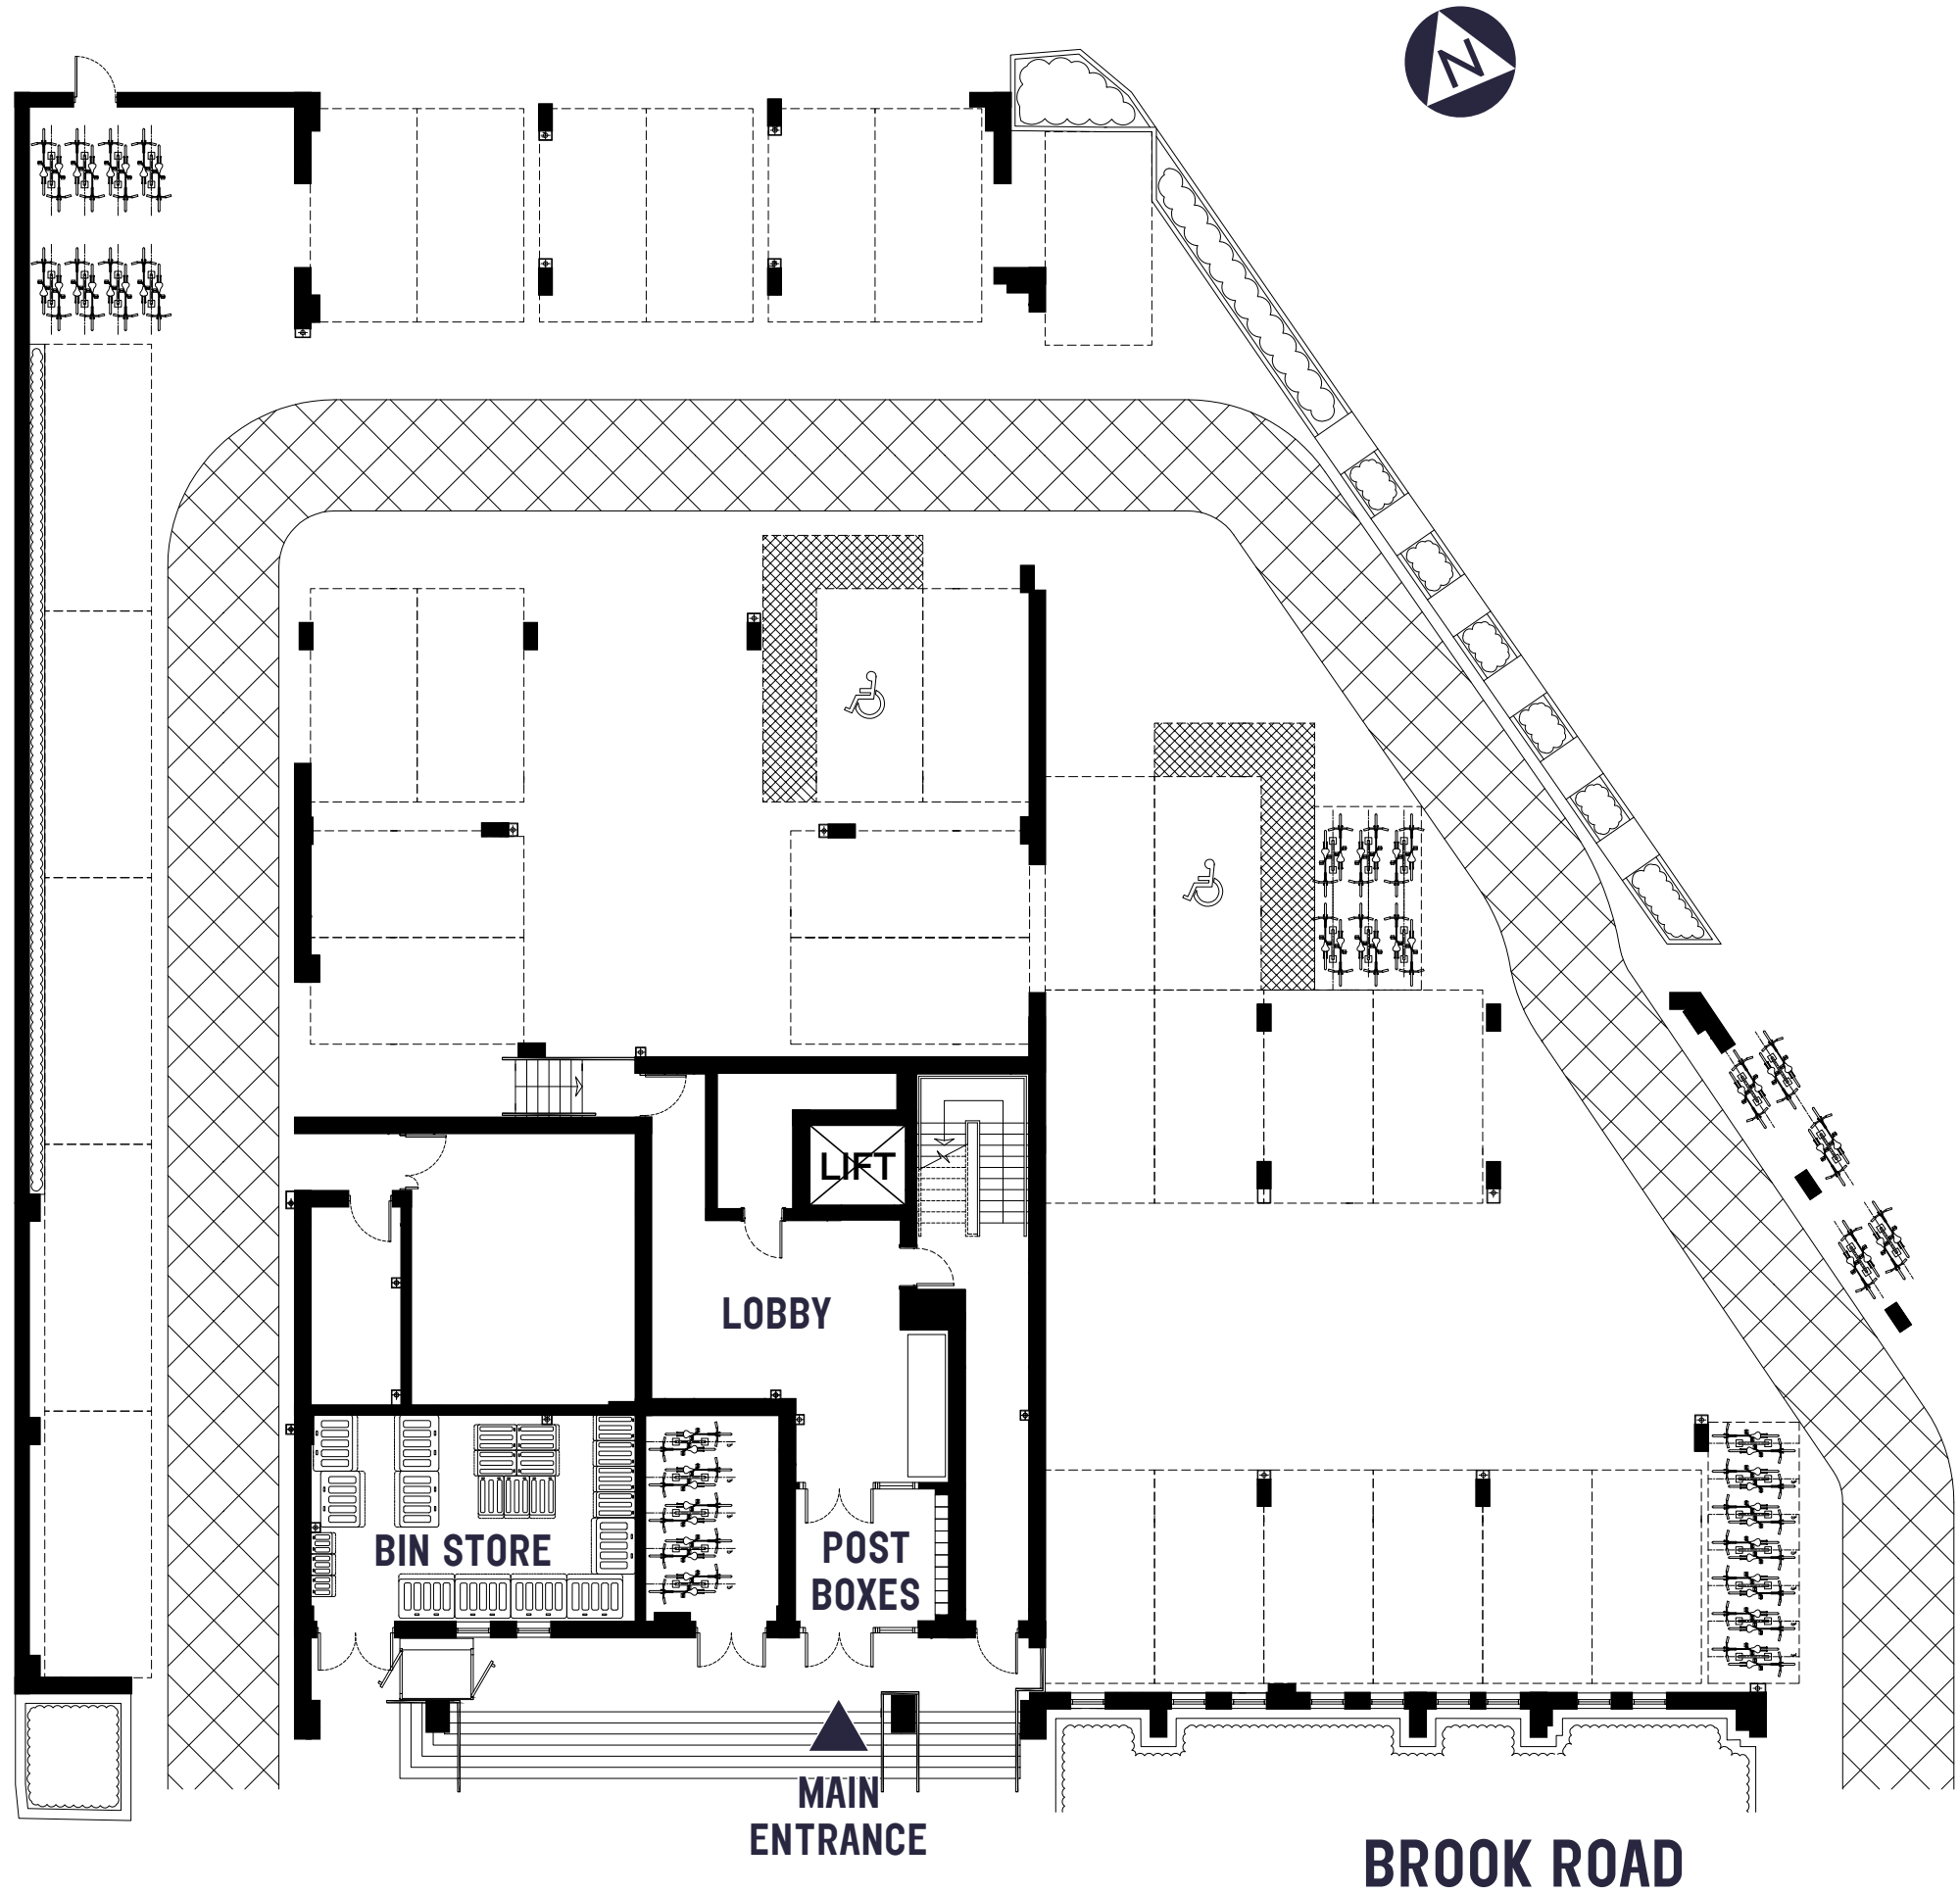 N
LIFT
LOBBY
BIN STORE
POST
BOXES
MAIN
ENTRANCE
BROOK ROAD